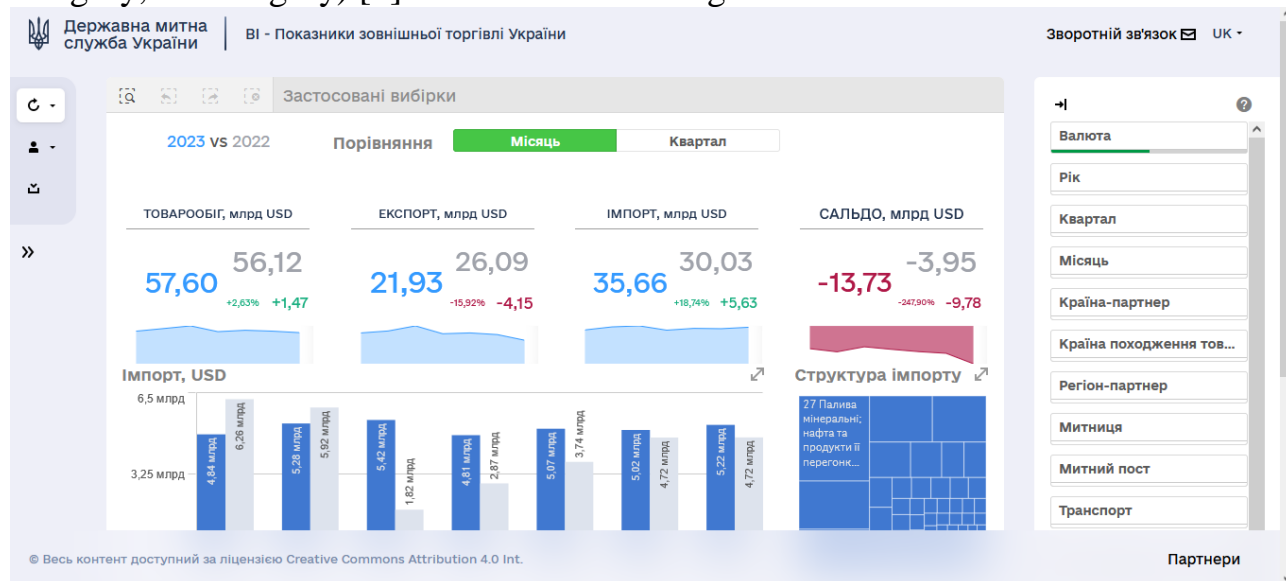 Державна митна
служба України
BI - Показники зовнішньої торгівлі України
Зворотній зв'язок
UK
Застосовані вибірки
2023 vs 2022
Порівняння
Місяць
Квартал
ТОВАРООБІГ, млрд USD
57,60
56,12
+2,63% +1,47
ЕКСПОРТ, млрд USD
21,93
26,09
-15,92% -4,15
ІМПОРТ, млрд USD
35,66
30,03
+18,74% +5,63
САЛЬДО, млрд USD
-13,73
-3,95
-247,90% -9,78
Імпорт, USD
6,5 млрд
3,25 млрд
4,84 млрд
6,26 млрд
5,28 млрд
5,92 млрд
5,42 млрд
1,82 млрд
4,81 млрд
2,87 млрд
5,07 млрд
3,74 млрд
5,02 млрд
4,72 млрд
5,22 млрд
4,72 млрд
Структура імпорту
27 Палива
мінеральні;
нафта та
продукти її
перегонк...
Валюта
Рік
Квартал
Місяць
Країна-партнер
Країна походження тов...
Регіон-партнер
Митниця
Митний пост
Транспорт
© Весь контент доступний за ліцензією Creative Commons Attribution 4.0 Int.
Партнери